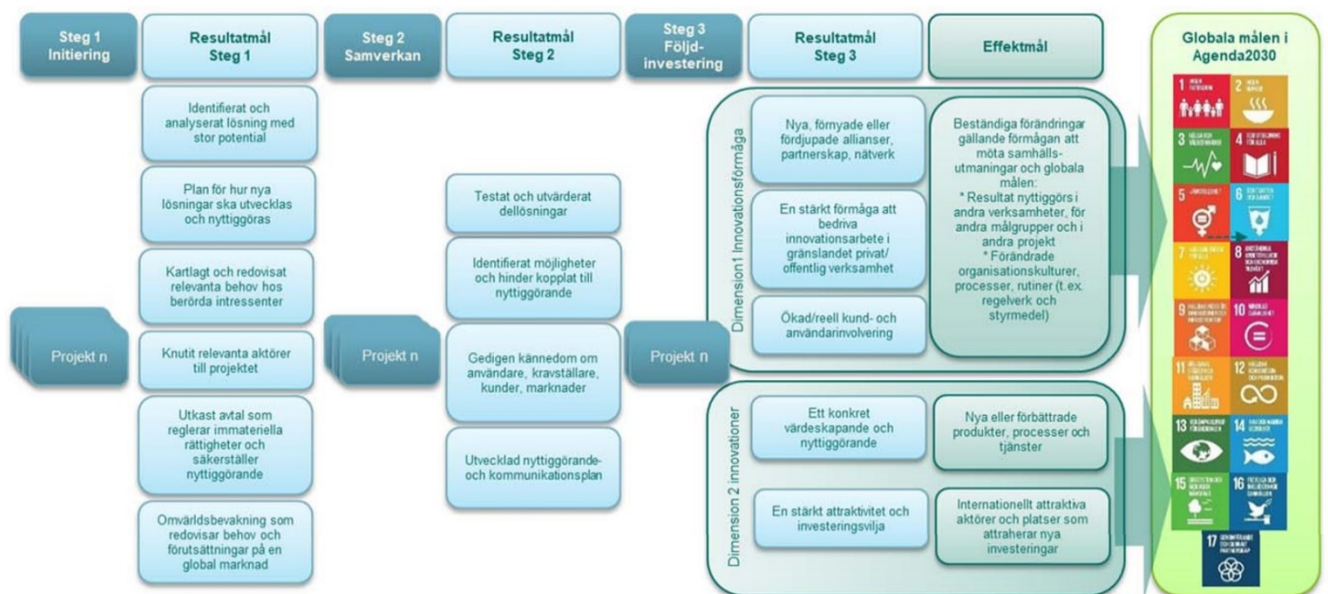 Steg 1
Initiering
Resultatmål
Steg 1
Steg 2
Samverkan
Resultatmål
Steg 2
Steg 3
Följd-
investering
Resultatmål
Steg 3
Effektmål
Globala målen i
Agenda2030
Projekt n
Identifierat och
analyserat lösning med
stor potential
Plan för hur nya
lösningar ska utvecklas
och nyttiggöras
Kartlagt och redovisat
relevanta behov hos
berörda intressenter
Knutit relevanta aktörer
till projektet
Utkast avtal som
reglerar immateriella
rättigheter och
säkerställer
nyttiggörande
Omvärldsbevakning som
redovisar behov och
förutsättningar på en
global marknad
Projekt n
Testat och utvärderat
dellösningar
Identifierat möjligheter
och hinder kopplat till
nyttiggörande
Gedigen kännedom om
användare, kravställare,
kunder, marknader
Utvecklad nyttiggörande-
och kommunikationsplan
Projekt n
Dimension1 Innovationsförmåga
Nya, förnyade eller
fördjupade allianser,
partnerskap, nätverk
En stärkt förmåga att
bedriva
innovationsarbete i
gränslandet privat/
offentlig verksamhet
Ökad/reell kund- och
användarinvolvering
Beständiga förändringar
gällande förmågan att
möta samhälls-
utmaningar och globala
målen:
* Resultat nyttiggörs i
andra verksamheter, för
andra målgrupper och i
andra projekt
* Förändrade
organisationskulturer,
processer, rutiner (t.ex.
regelverk och
styrmedel)
Dimension 2 innovationer
Ett konkret
värdeskapande och
nyttiggörande
En stärkt attraktivitet och
investeringsvilja
Nya eller förbättrade
produkter, processer och
tjänster
Internationellt attraktiva
aktörer och platser som
attraherar nya
investeringar
1
2
3
4
5
6
7
8
9
10
11
12
13
14
15
16
17